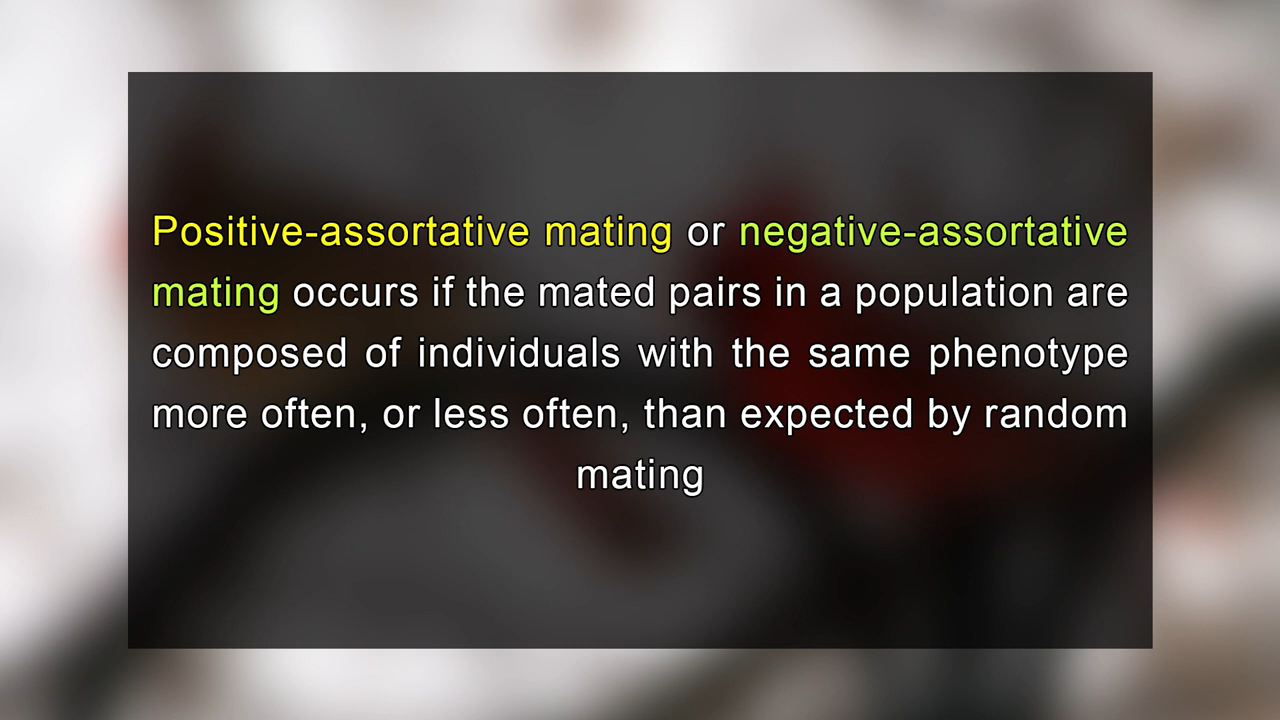 Positive-assortative mating or negative-assortative
mating occurs if the mated pairs in a population are
composed of individuals with the same phenotype
more often, or less often, than expected by random
mating